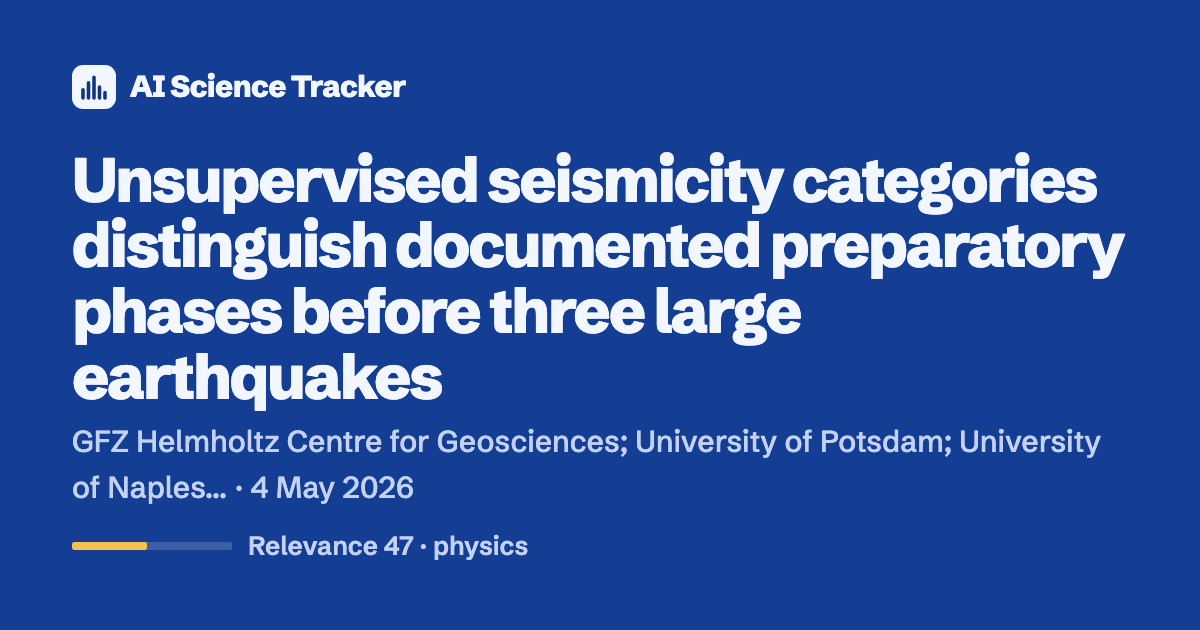 AI Science Tracker
Unsupervised seismicity categories
distinguish documented preparatory
phases before three large
earthquakes
GFZ Helmholtz Centre for Geosciences; University of Potsdam; University
of Naples... · 4 May 2026
Relevance 47 · physics